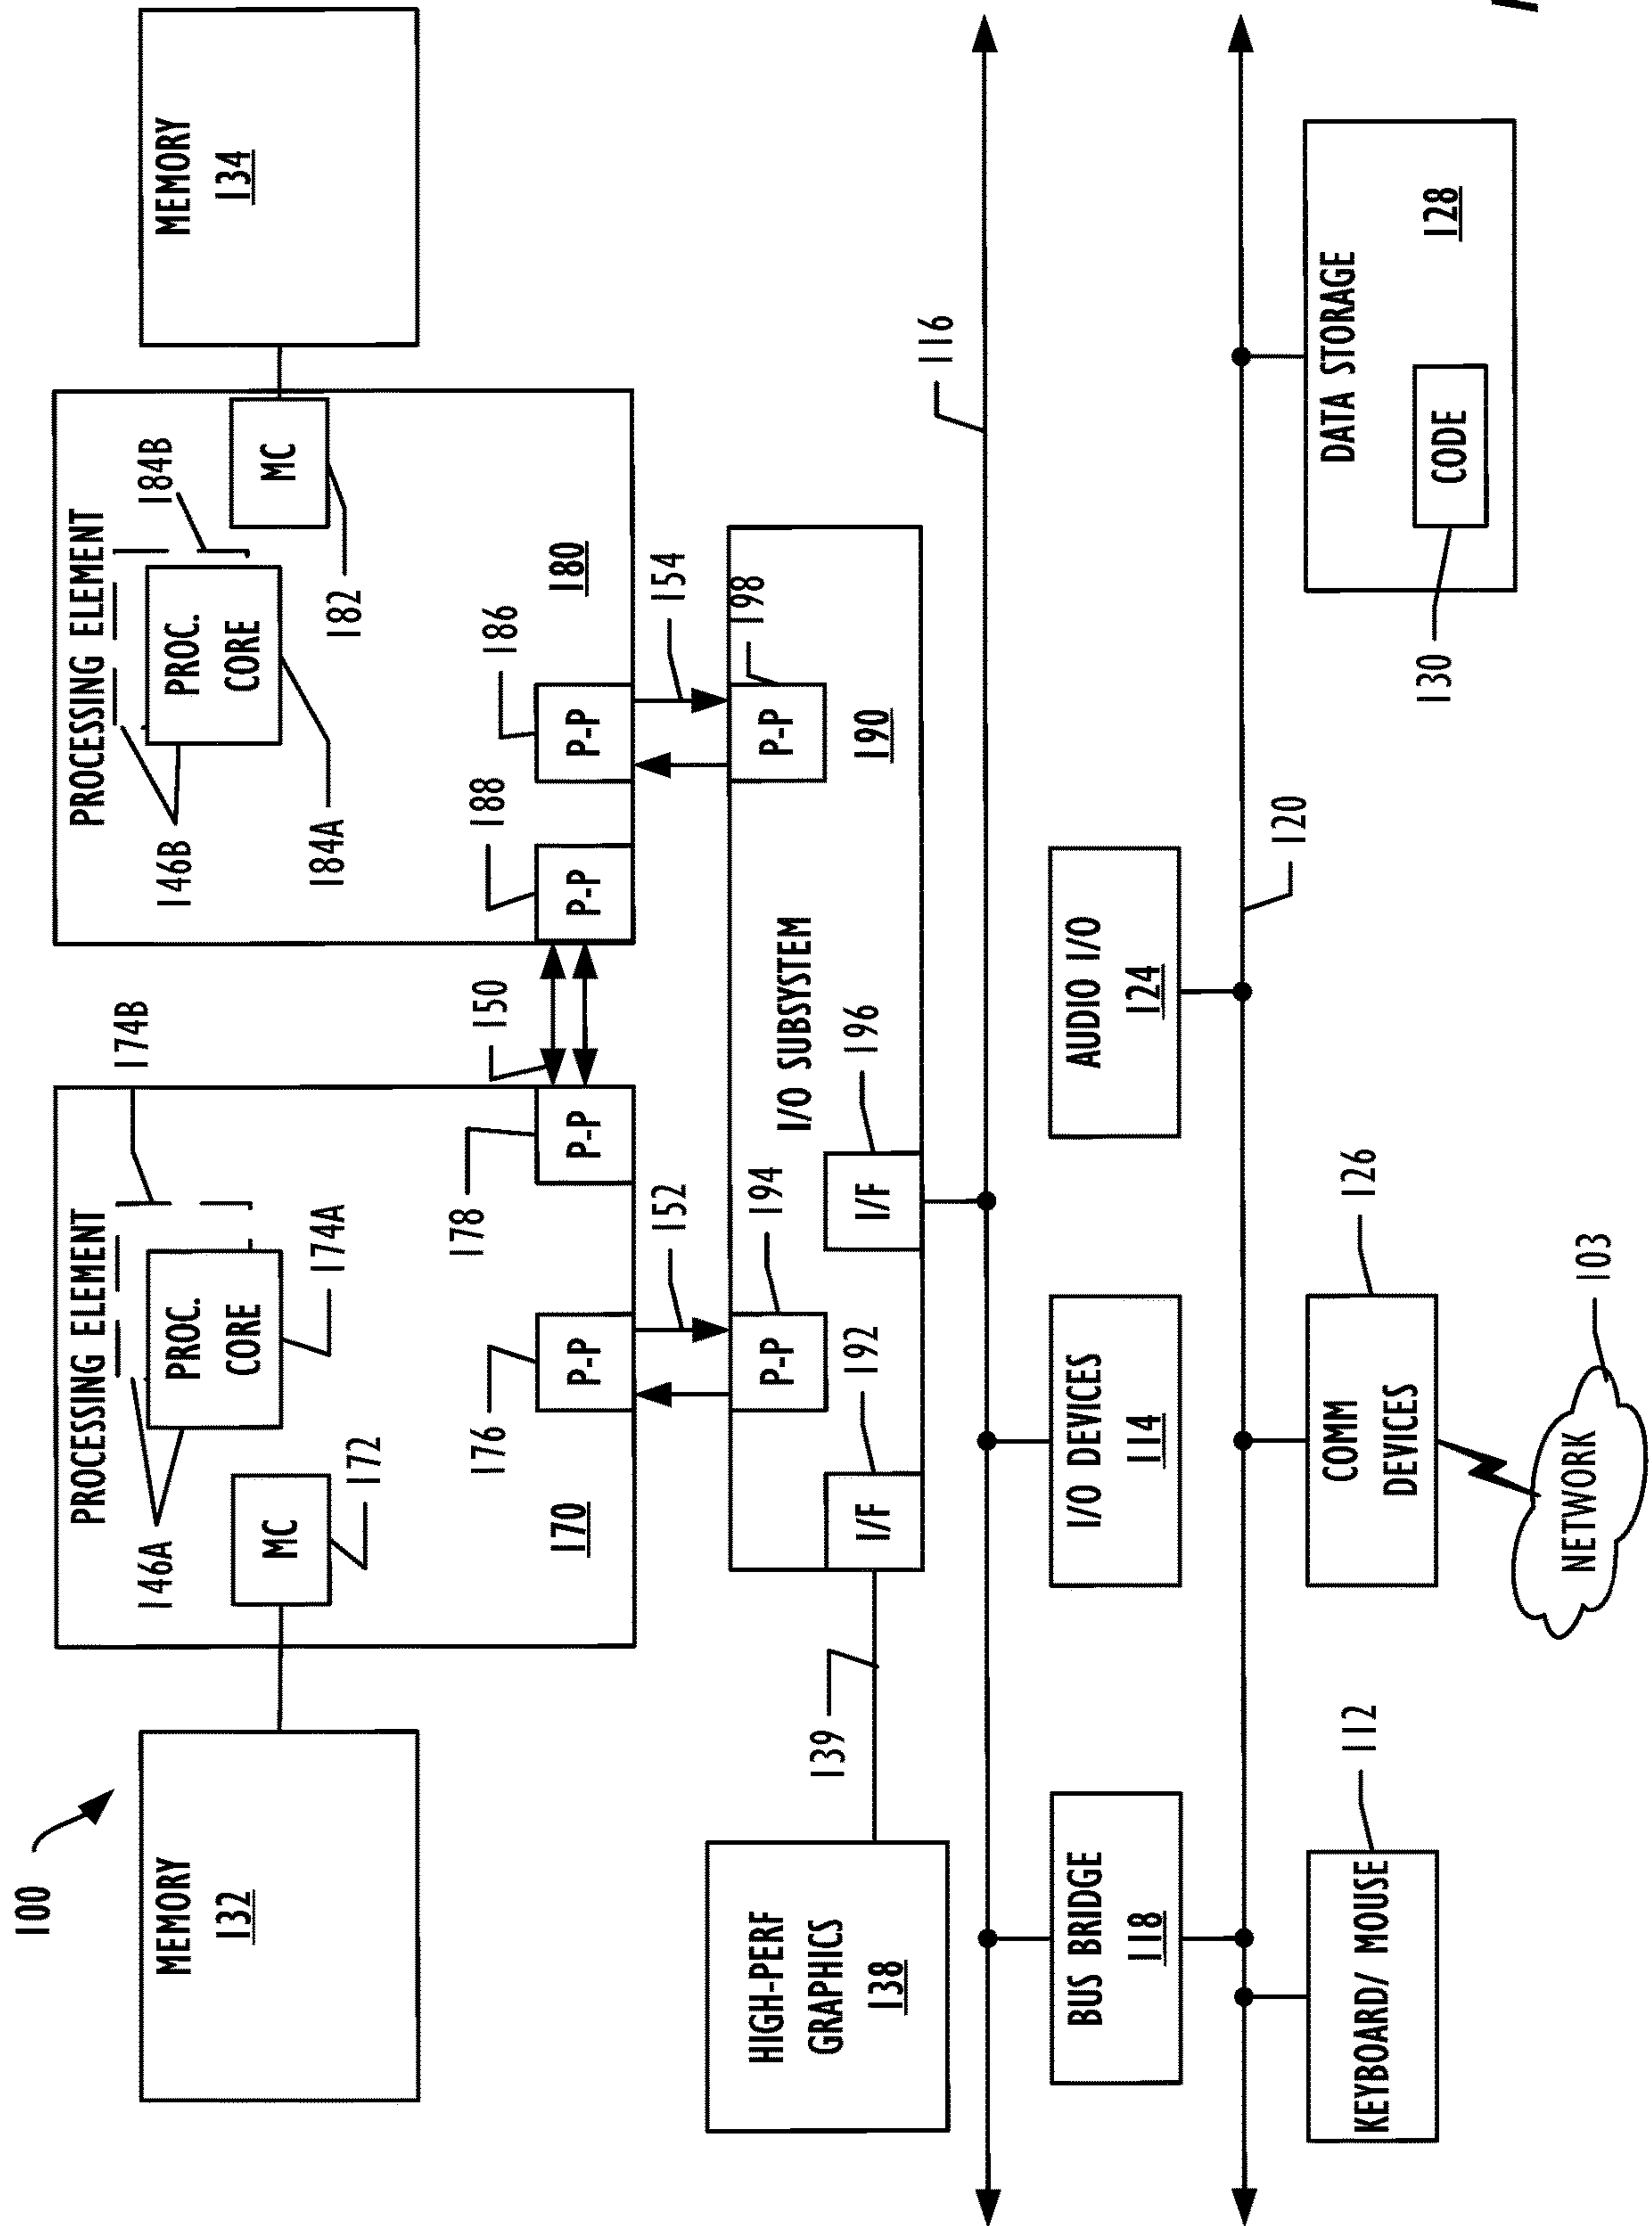 100
MEMORY
132
PROCESSING ELEMENT
146A
PROC.
CORE
174A
174B
MC
172
170
176
P-P
178
P-P
150
PROCESSING ELEMENT
146B
PROC.
CORE
184A
184B
MC
182
180
188
P-P
186
P-P
MEMORY
134
152
154
HIGH-PERF
GRAPHICS
138
139
I/O SUBSYSTEM
190
P-P
194
P-P
198
I/F
192
I/F
196
116
BUS BRIDGE
118
I/O DEVICES
114
AUDIO I/O
124
120
KEYBOARD/ MOUSE
112
COMM
DEVICES
126
DATA STORAGE
128
CODE
130
NETWORK
103